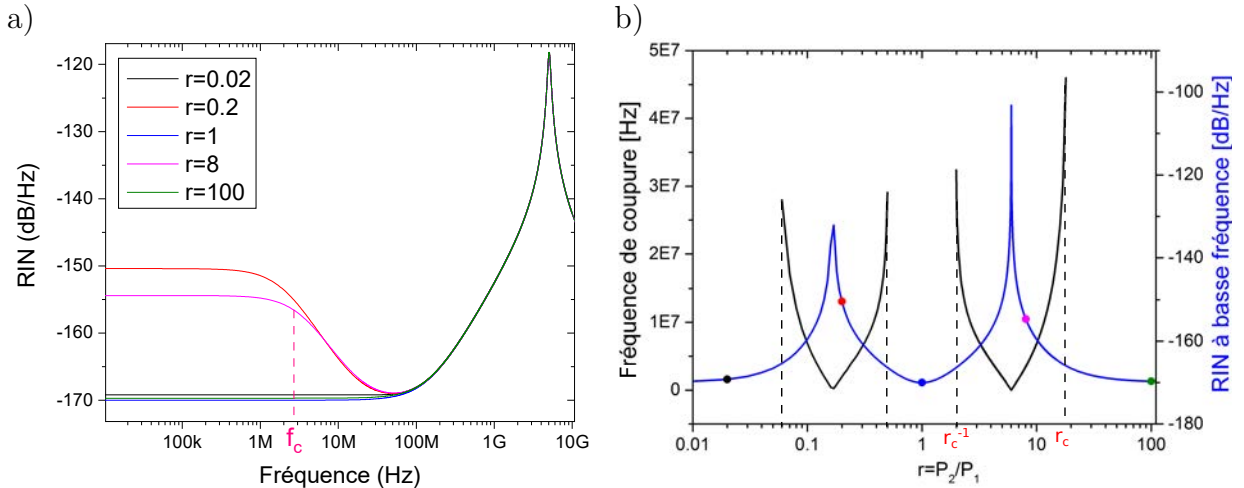 a)
RIN (dB/Hz)
-120
-130
-140
-150
-160
-170
r=0.02
r=0.2
r=1
r=8
r=100
100k
1M
10M
100M
1G
10G
f_c
Fréquence (Hz)
b)
Fréquence de coupure [Hz]
5E7
4E7
3E7
2E7
1E7
0
-100
-120
-140
-160
-180
RIN à basse fréquence [dB/Hz]
r_c^-1
r_c
0.01
0.1
1
10
100
r=P_2/P_1